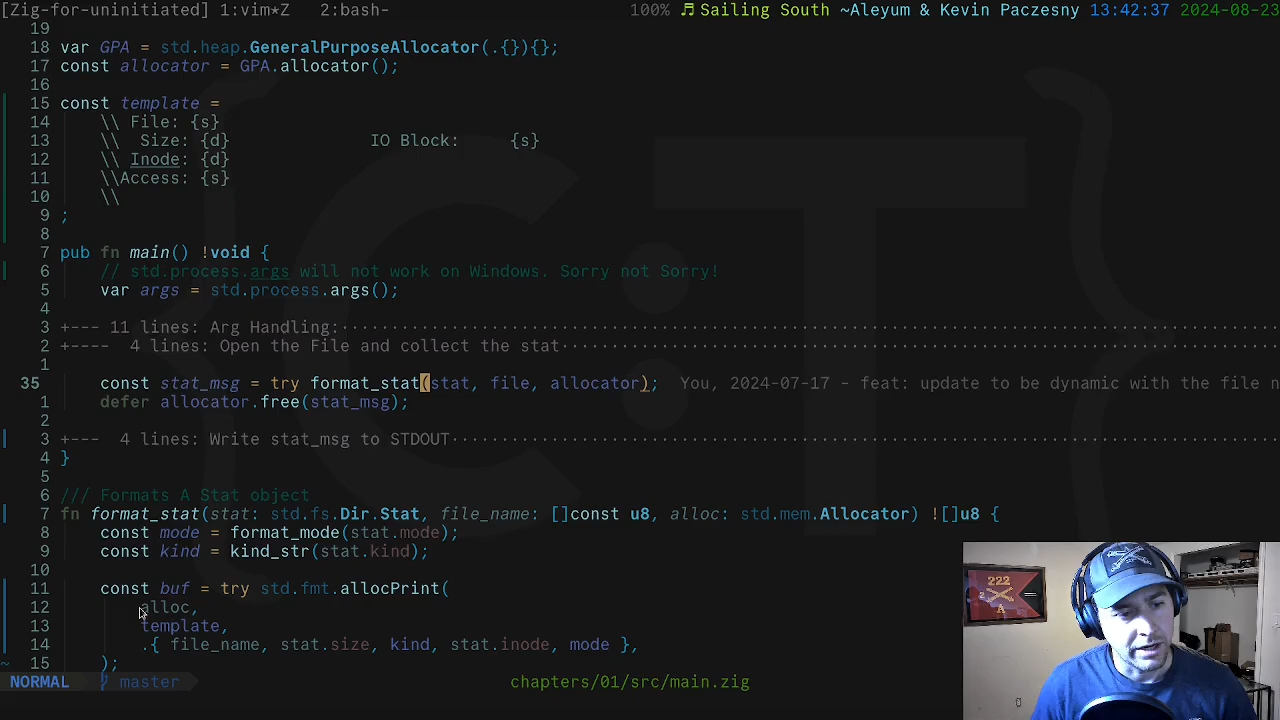 [Zig-for-uninitiated] 1:vim*Z 2:bash- 100% ♬ Sailing South ~Aleyum & Kevin Paczesny 13:42:37 2024-08-23
19
18 var GPA = std.heap.GeneralPurposeAllocator(.{}){};
17 const allocator = GPA.allocator();
16
15 const template =
14 \\ File: {s}
13 \\ Size: {d} IO Block: {s}
12 \\ Inode: {d}
11 \\Access: {s}
10 \\
9 ;
8
7 pub fn main() !void {
6 // std.process.args will not work on Windows. Sorry not Sorry!
5 var args = std.process.args();
4
3 +--- 11 lines: Arg Handling:
2 +---- 4 lines: Open the File and collect the stat
1
35 const stat_msg = try format_stat(stat, file, allocator); You, 2024-07-17 - feat: update to be dynamic with the file n
1 defer allocator.free(stat_msg);
2
3 +--- 4 lines: Write stat_msg to STDOUT
4 }
5
6 /// Formats A Stat object
7 fn format_stat(stat: std.fs.Dir.Stat, file_name: []const u8, alloc: std.mem.Allocator) ![]u8 {
8 const mode = format_mode(stat.mode);
9 const kind = kind_str(stat.kind);
10
11 const buf = try std.fmt.allocPrint(
12 alloc,
13 template,
14 .{ file_name, stat.size, kind, stat.inode, mode },
~ 15 );
NORMAL master chapters/01/src/main.zig
222
2
A
C:T